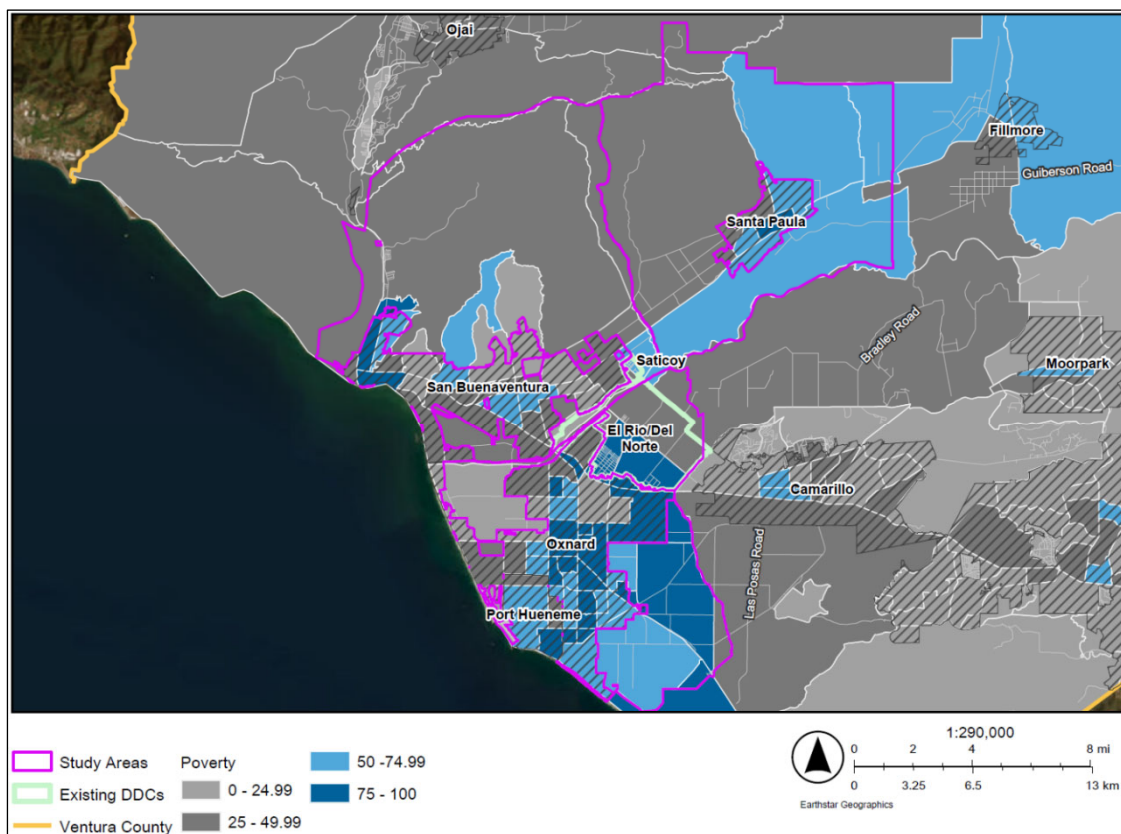 Ojai
Fillmore
Guiberson Road
Santa Paula
Bradley Road
Moorpark
Saticoy
San Buenaventura
El Rio/Del
Norte
Camarillo
Oxnard
Las Posas Road
Port Hueneme
Study Areas
Existing DDCs
Ventura County
Poverty
0 - 24.99
25 - 49.99
50 -74.99
75 - 100
1:290,000
0 2 4 8 mi
0 3.25 6.5 13 km
Earthstar Geographics